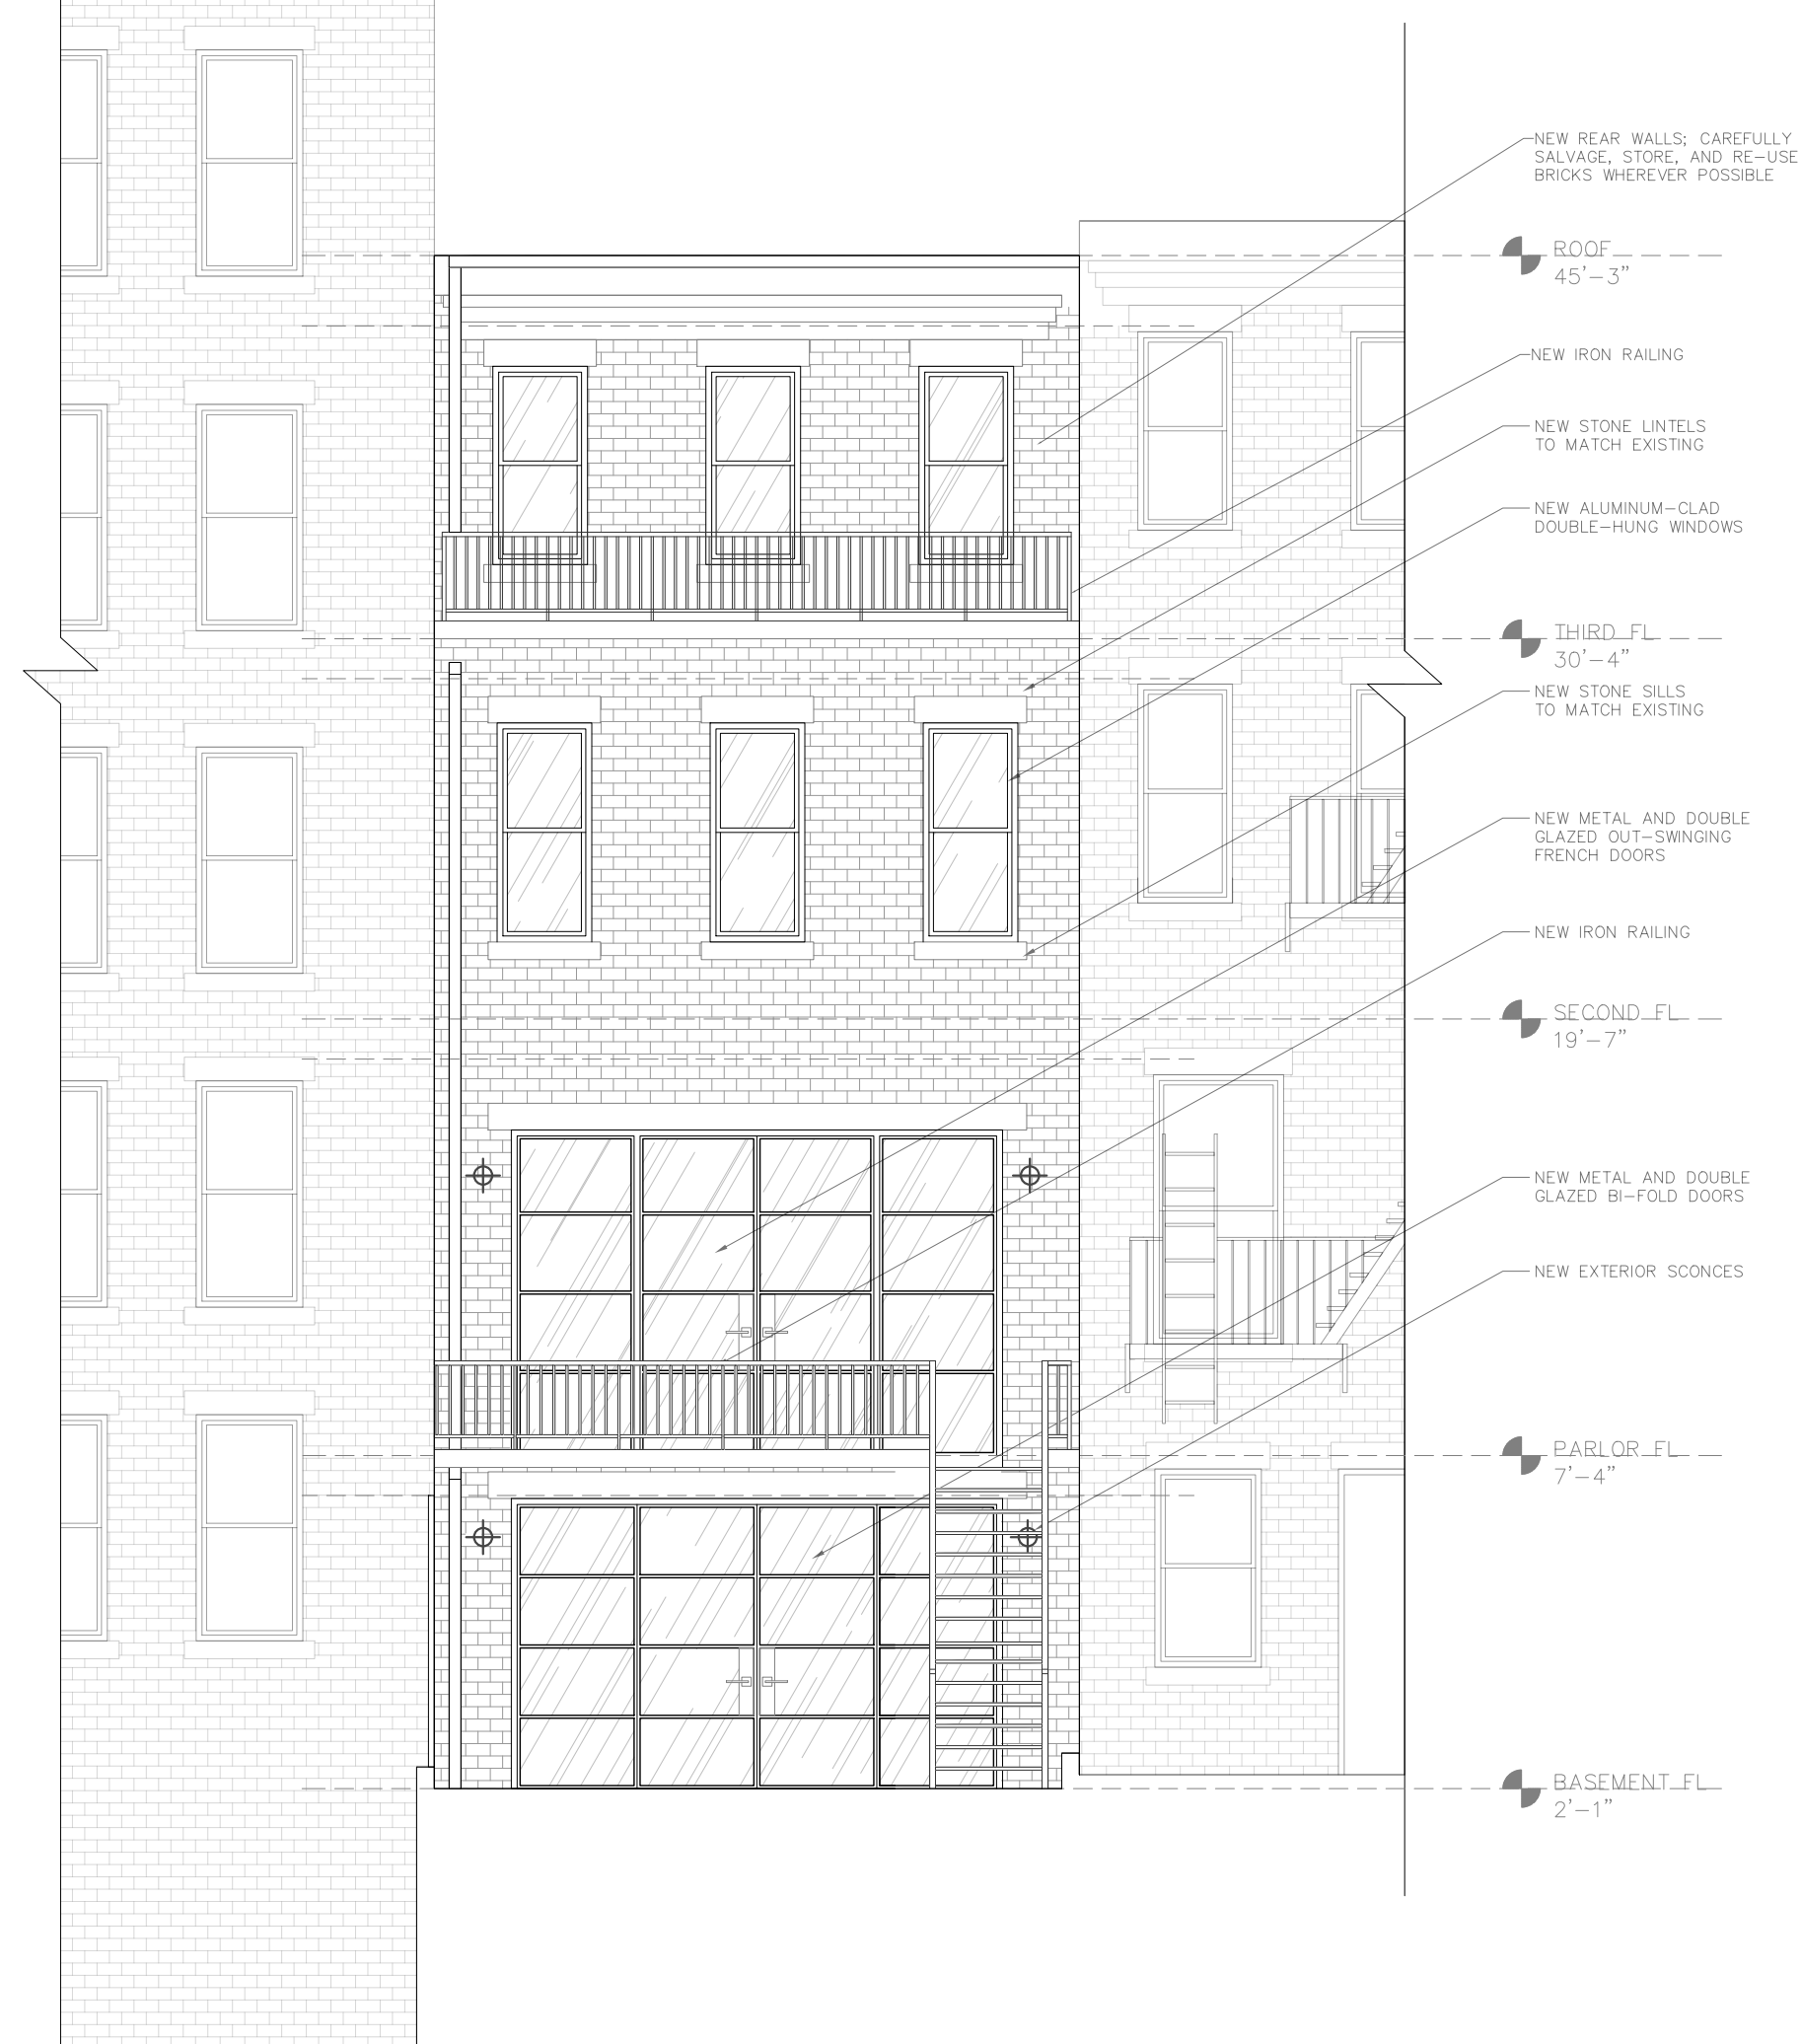 NEW REAR WALLS; CAREFULLY
SALVAGE, STORE, AND RE-USE
BRICKS WHEREVER POSSIBLE
ROOF
45'-3"
NEW IRON RAILING
NEW STONE LINTELS
TO MATCH EXISTING
NEW ALUMINUM-CLAD
DOUBLE-HUNG WINDOWS
THIRD FL
30'-4"
NEW STONE SILLS
TO MATCH EXISTING
NEW METAL AND DOUBLE
GLAZED OUT-SWINGING
FRENCH DOORS
NEW IRON RAILING
SECOND FL
19'-7"
NEW METAL AND DOUBLE
GLAZED BI-FOLD DOORS
NEW EXTERIOR SCONCES
PARLOR FL
7'-4"
BASEMENT FL
2'-1"